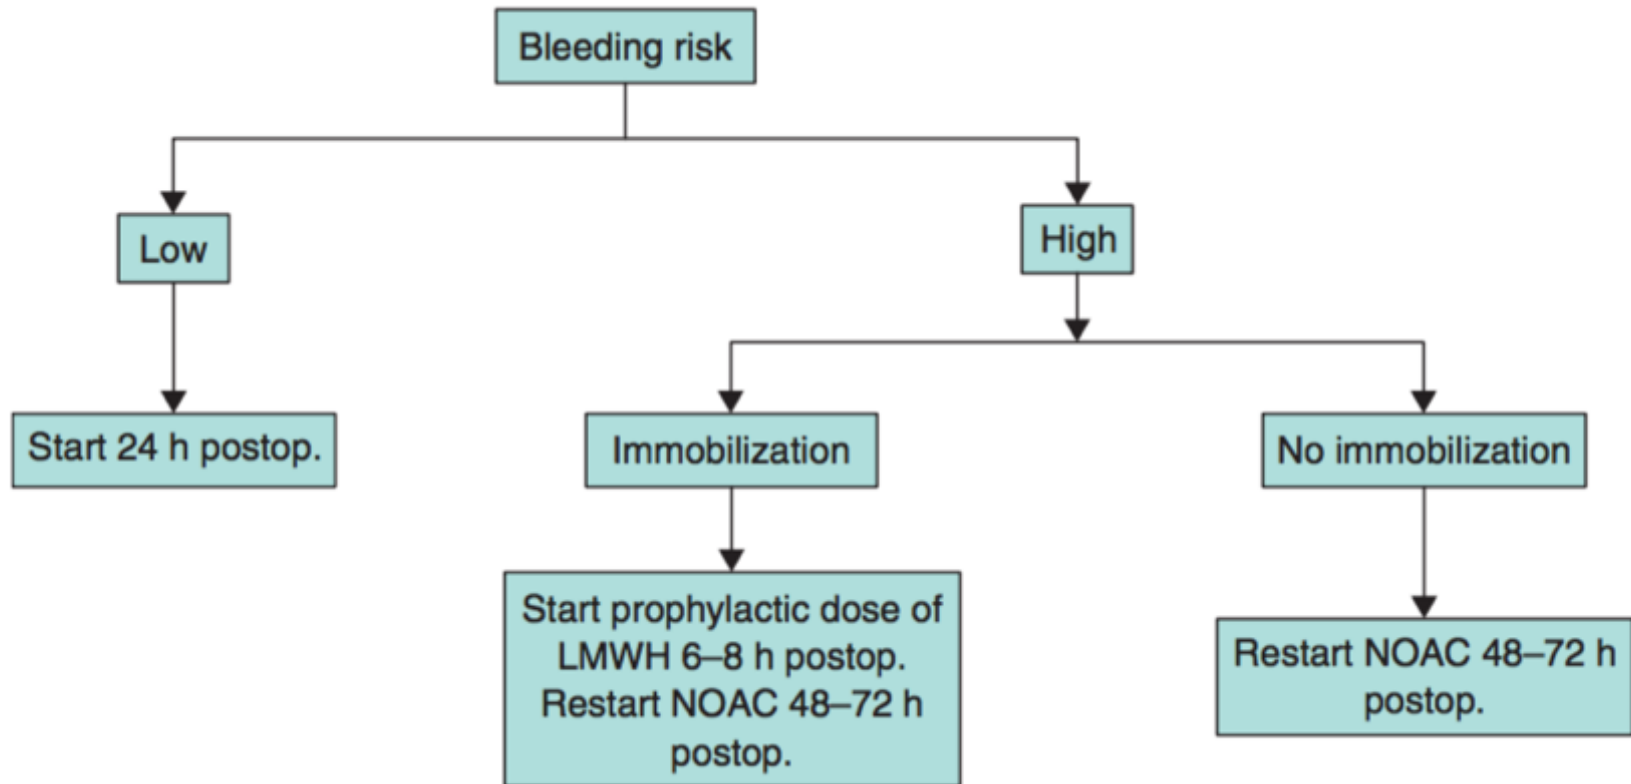 Bleeding risk
Low
High
Start 24 h postop.
Immobilization
No immobilization
Start prophylactic dose of
LMWH 6–8 h postop.
Restart NOAC 48–72 h
postop.
Restart NOAC 48–72 h
postop.